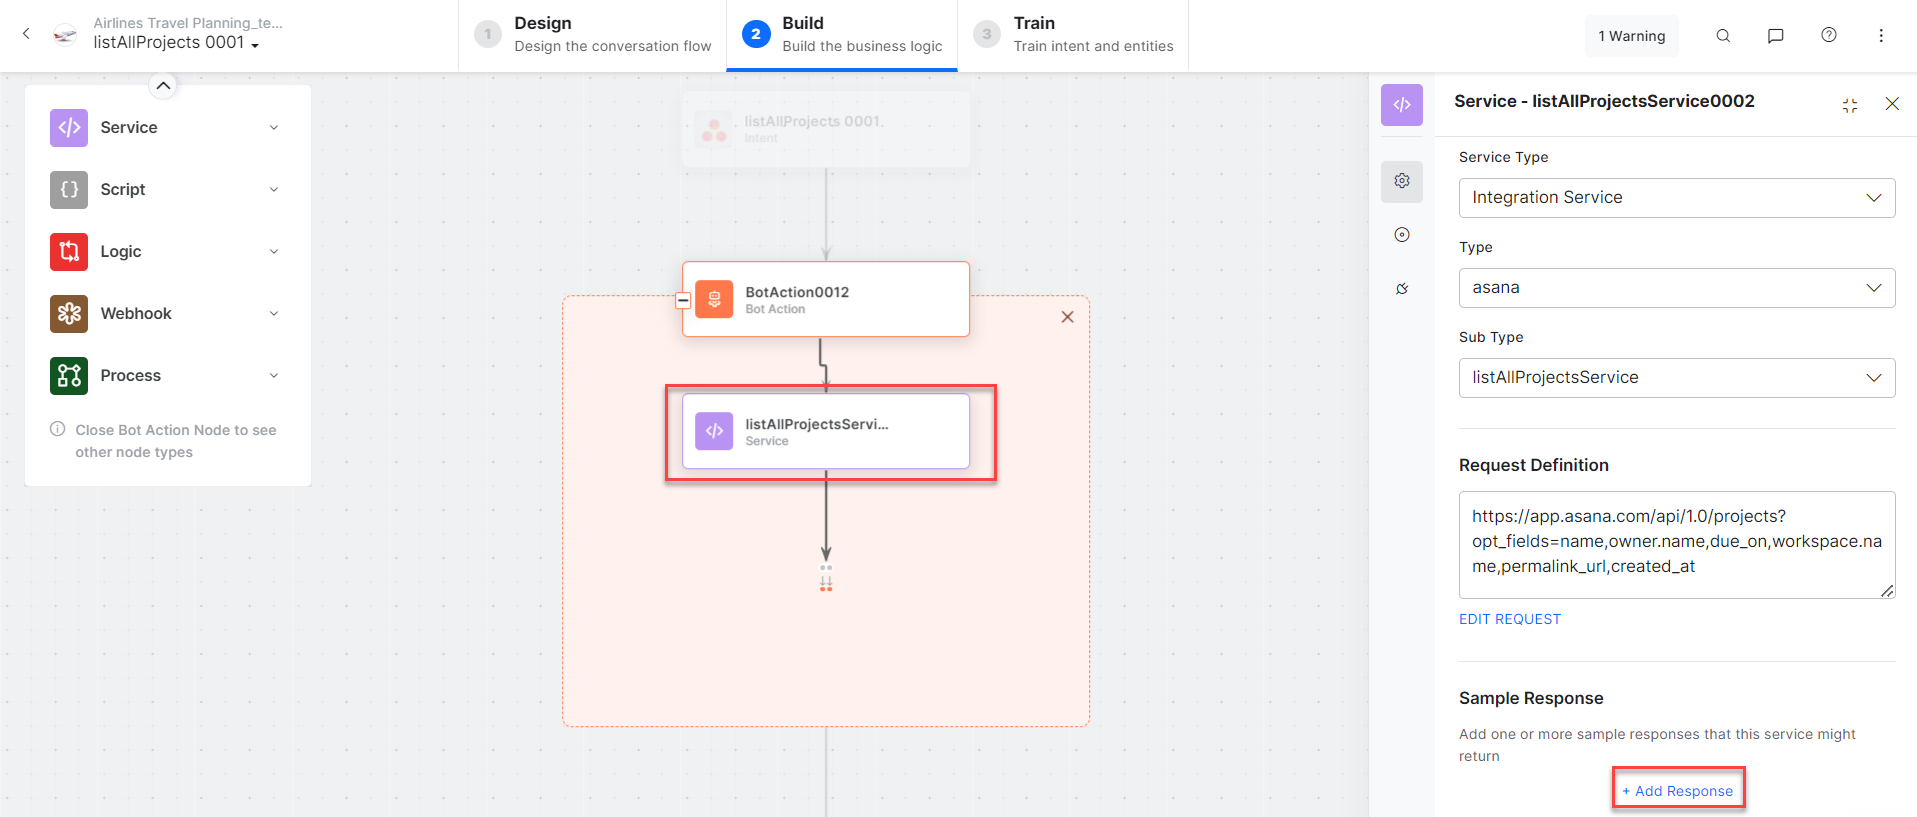 Airlines Travel Planning_te...
listAllProjects 0001
1
Design
Design the conversation flow
2
Build
Build the business logic
3
Train
Train intent and entities
1 Warning
Service
Script
Logic
Webhook
Process
Close Bot Action Node to see
other node types
listAllProjects 0001.
Intent
BotAction0012
Bot Action
listAllProjectsServi...
Service
Service - listAllProjectsService0002
Service Type
Integration Service
Type
asana
Sub Type
listAllProjectsService
Request Definition
https://app.asana.com/api/1.0/projects?
opt_fields=name,owner.name,due_on,workspace.na
me,permalink_url,created_at
EDIT REQUEST
Sample Response
Add one or more sample responses that this service might
return
+ Add Response